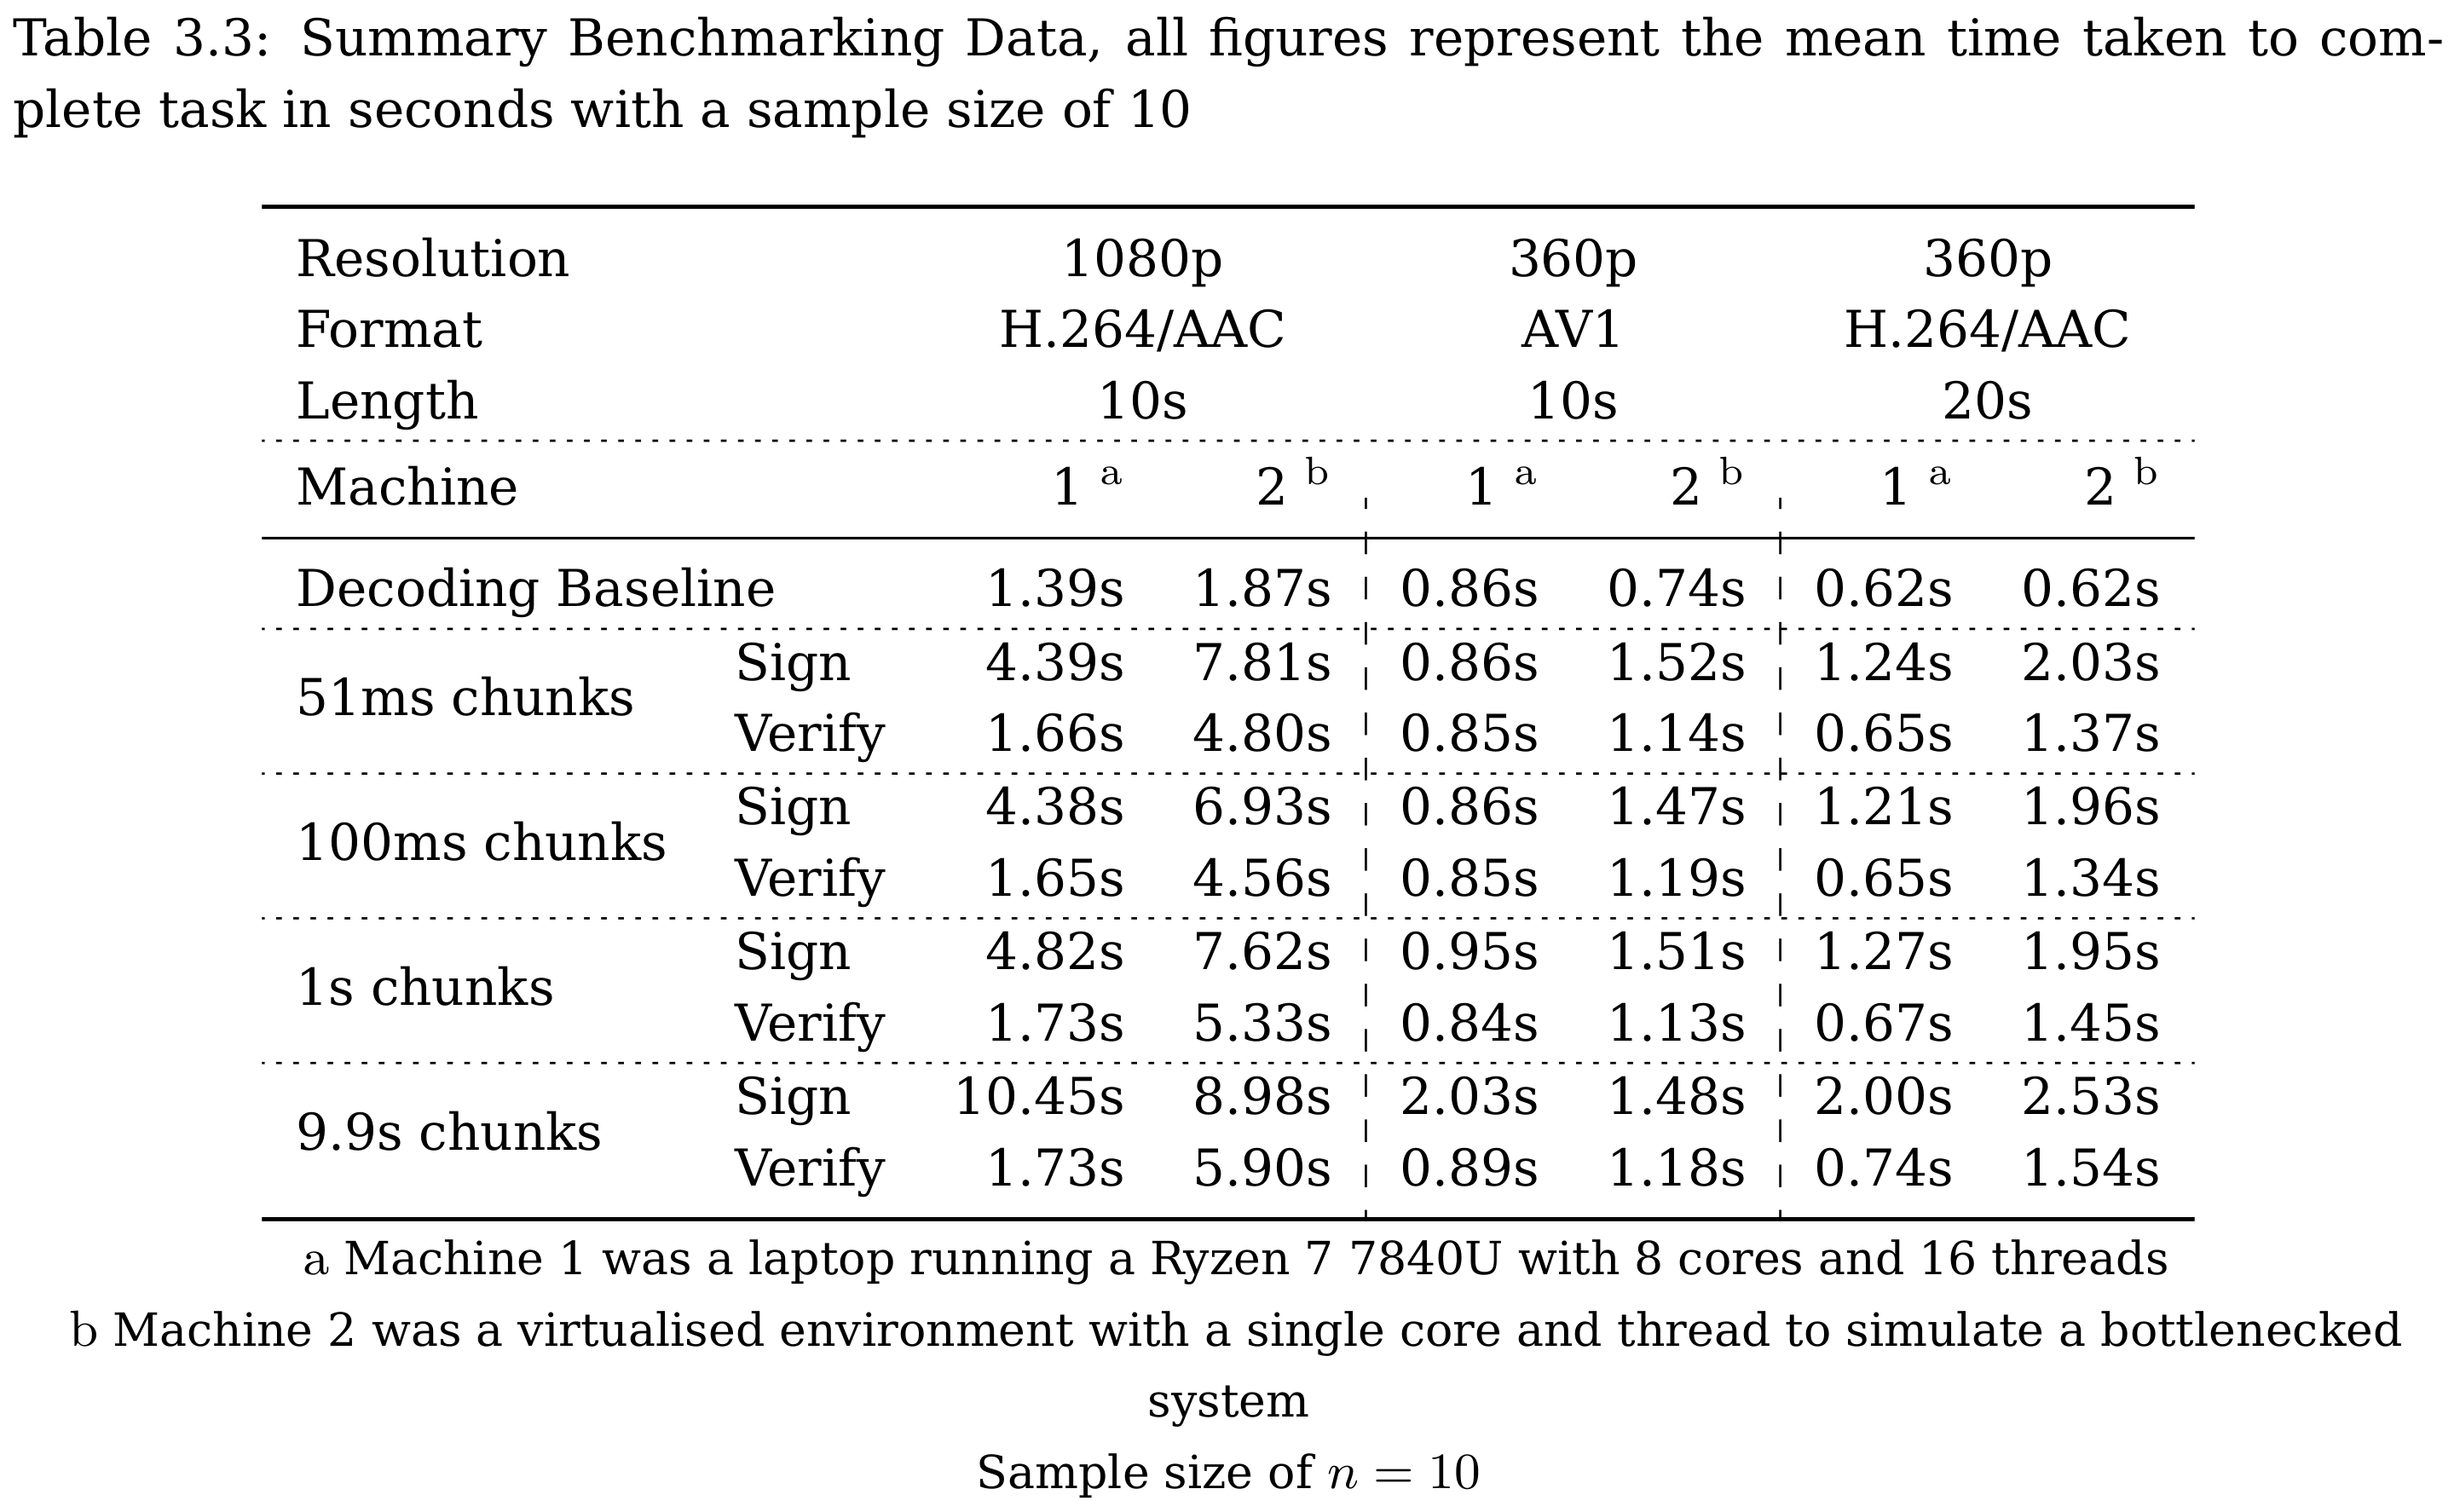 Table 3.3: Summary Benchmarking Data, all figures represent the mean time taken to com-
plete task in seconds with a sample size of 10
Resolution 1080p 360p 360p
Format H.264/AAC AV1 H.264/AAC
Length 10s 10s 20s
Machine 1 a 2 b 1 a 2 b 1 a 2 b
Decoding Baseline 1.39s 1.87s 0.86s 0.74s 0.62s 0.62s
51ms chunks
Sign 4.39s 7.81s 0.86s 1.52s 1.24s 2.03s
Verify 1.66s 4.80s 0.85s 1.14s 0.65s 1.37s
100ms chunks
Sign 4.38s 6.93s 0.86s 1.47s 1.21s 1.96s
Verify 1.65s 4.56s 0.85s 1.19s 0.65s 1.34s
1s chunks
Sign 4.82s 7.62s 0.95s 1.51s 1.27s 1.95s
Verify 1.73s 5.33s 0.84s 1.13s 0.67s 1.45s
9.9s chunks
Sign 10.45s 8.98s 2.03s 1.48s 2.00s 2.53s
Verify 1.73s 5.90s 0.89s 1.18s 0.74s 1.54s
a Machine 1 was a laptop running a Ryzen 7 7840U with 8 cores and 16 threads
b Machine 2 was a virtualised environment with a single core and thread to simulate a bottlenecked
system
Sample size of n = 10